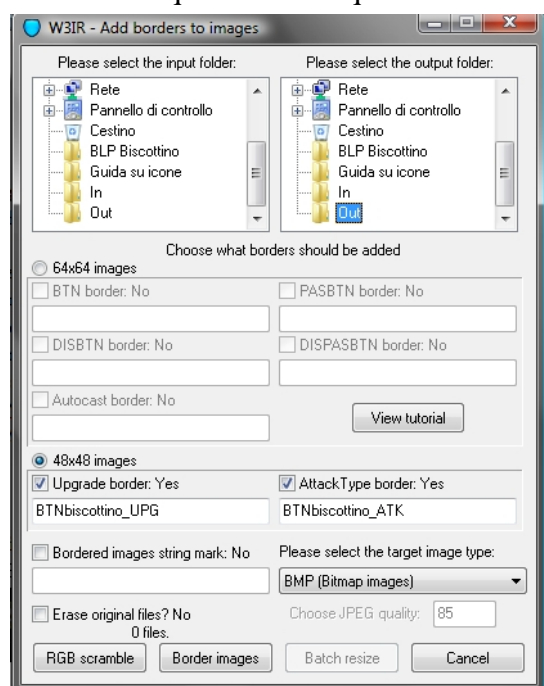 W3IR - Add borders to images
Please select the input folder:
Please select the output folder:
Rete
Pannello di controllo
Cestino
BLP Biscottino
Guida su icone
In
Out
Rete
Pannello di controllo
Cestino
BLP Biscottino
Guida su icone
In
Out
Choose what borders should be added
64x64 images
BTN border: No
PASBTN border: No
DISBTN border: No
DISPASBTN border: No
Autocast border: No
View tutorial
48x48 images
Upgrade border: Yes
AttackType border: Yes
BTNbiscottino_UPG
BTNbiscottino_ATK
Bordered images string mark: No
Please select the target image type:
BMP (Bitmap images)
Erase original files? No
Choose JPEG quality: 85
0 files.
RGB scramble
Border images
Batch resize
Cancel